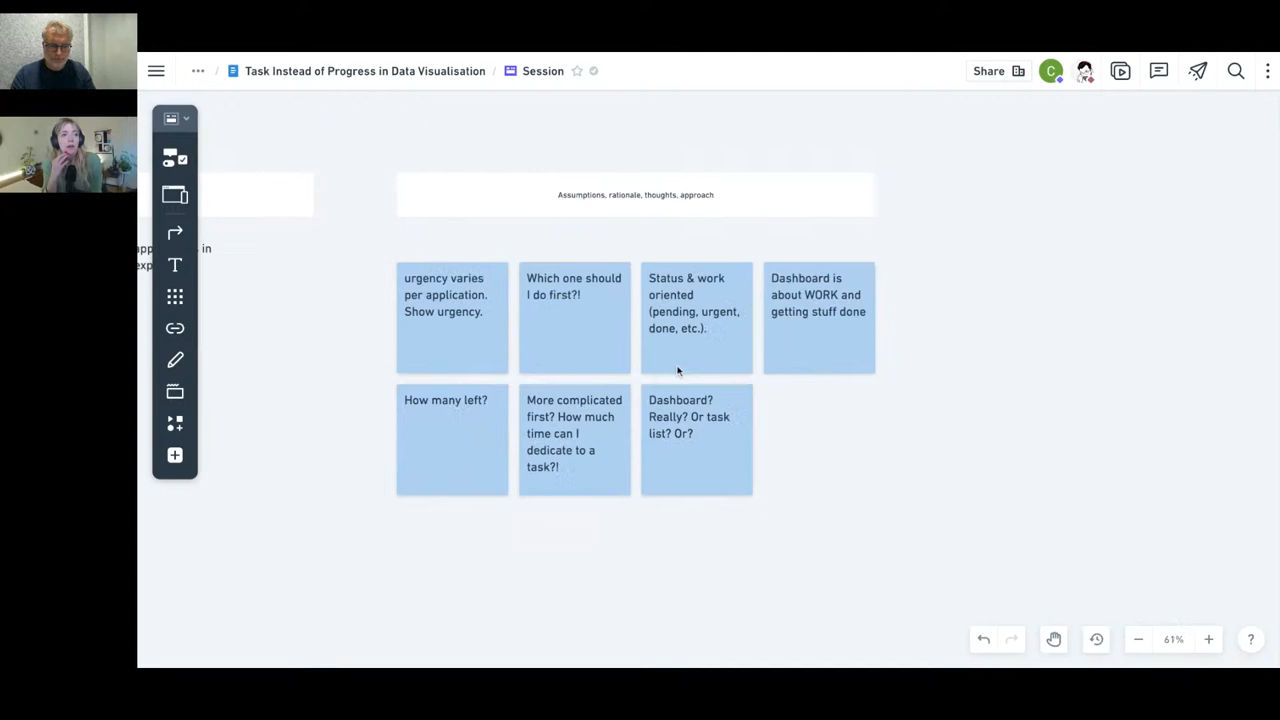 ... / Task Instead of Progress in Data Visualisation / Session
Share
C
Assumptions, rationale, thoughts, approach
in
urgency varies
per application.
Show urgency.
Which one should
I do first?!
Status & work
oriented
(pending, urgent,
done, etc.).
Dashboard is
about WORK and
getting stuff done
How many left?
More complicated
first? How much
time can I
dedicate to a
task?!
Dashboard?
Really? Or task
list? Or?
T
61%
?